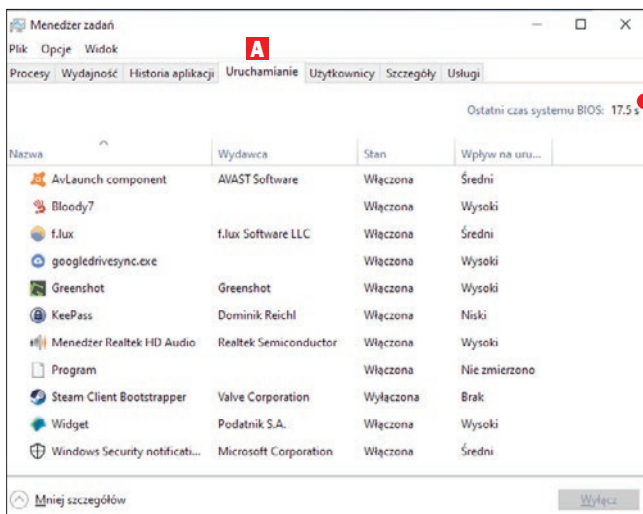 Menedżer zadań
Plik Opcje Widok
A
Procesy Wydajność Historia aplikacji Uruchamianie Użytkownicy Szczegóły Usługi
Ostatni czas systemu BIOS: 17.5 s
Nazwa Wydawca Stan Wpływ na uru...
AvLaunch component AVAST Software Włączona Średni
Bloody7 Włączona Wysoki
f.lux f.lux Software LLC Włączona Średni
googledrivesync.exe Włączona Wysoki
Greenshot Greenshot Włączona Wysoki
KeePass Dominik Reichl Włączona Niski
Menedżer Realtek HD Audio Realtek Semiconductor Włączona Wysoki
Program Włączona Nie zmierzono
Steam Client Bootstrapper Valve Corporation Wyłączona Brak
Widget Podatnik S.A. Włączona Wysoki
Windows Security notificati... Microsoft Corporation Włączona Średni
Mniej szczegółów Wyłącz